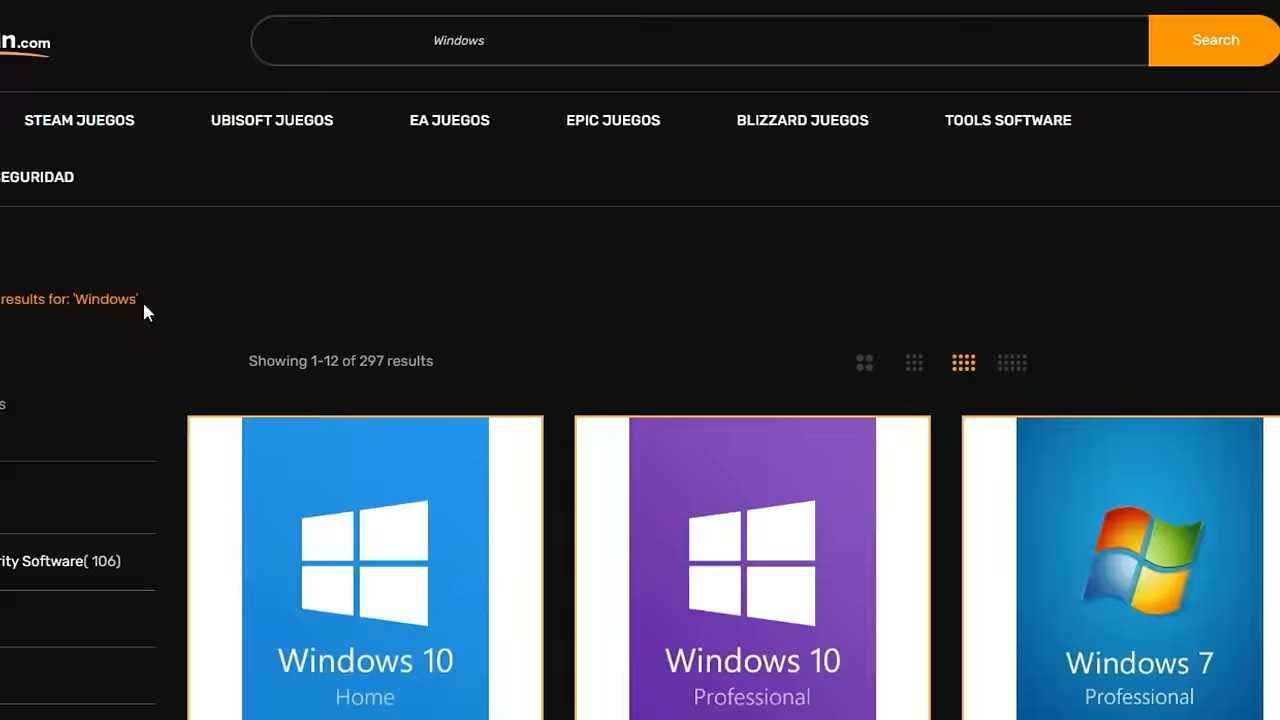 n.com
Windows
Search
STEAM JUEGOS
UBISOFT JUEGOS
EA JUEGOS
EPIC JUEGOS
BLIZZARD JUEGOS
TOOLS SOFTWARE
SEGURIDAD
results for: 'Windows'
Showing 1-12 of 297 results
s
rity Software( 106)
Windows 10
Home
Windows 10
Professional
Windows 7
Professional